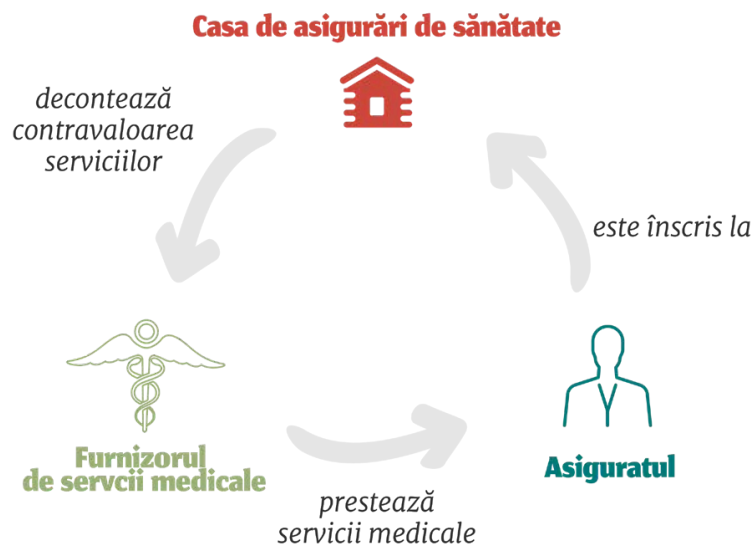 Casa de asigurări de sănătate
decontează
contravaloarea
serviciilor
este înscris la
Furnizorul
de servcii medicale
Asiguratul
prestează
servicii medicale